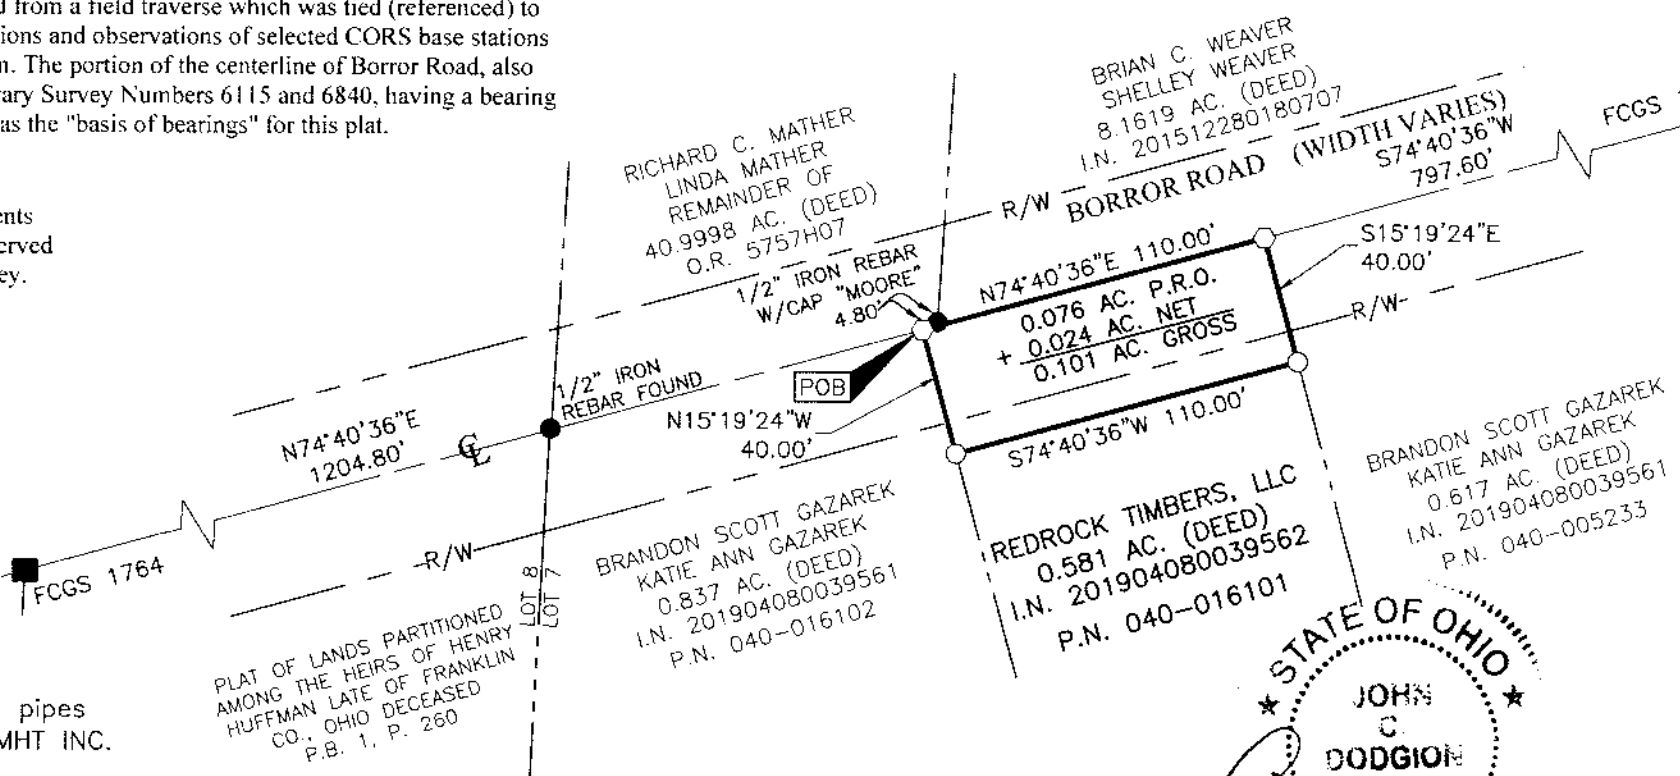 from a field traverse which was tied (referenced) to
ions and observations of selected CORS base stations
The portion of the centerline of Borror Road, also
ary Survey Numbers 6115 and 6840, having a bearing
as the "basis of bearings" for this plat.
ents
erved
ey.
pipes
MHT INC.
RICHARD C. MATHER
LINDA MATHER
REMAINDER OF
40.9998 AC. (DEED)
O.R. 5757H07
BRIAN C. WEAVER
SHELLEY WEAVER
8.1619 AC. (DEED)
I.N. 201512280180707
R/W
BORROR ROAD (WIDTH VARIES)
S74°40'36"W
797.60'
FCGS
1/2" IRON REBAR
W/CAP "MOORE"
4.80'
N74°40'36"E 110.00'
S15°19'24"E
40.00'
0.076 AC. P.R.O.
+ 0.024 AC. NET
0.101 AC. GROSS
R/W
POB
1/2" IRON
REBAR FOUND
N15°19'24"W
40.00'
S74°40'36"W 110.00'
N74°40'36"E
1204.80'
CL
R/W
FCGS 1764
LOT 8
LOT 7
PLAT OF LANDS PARTITIONED
AMONG THE HEIRS OF HENRY
HUFFMAN LATE OF FRANKLIN
CO., OHIO DECEASED
P.B. 1, P. 260
BRANDON SCOTT GAZAREK
KATIE ANN GAZAREK
0.837 AC. (DEED)
I.N. 201904080039561
P.N. 040-016102
REDROCK TIMBERS, LLC
0.581 AC. (DEED)
I.N. 201904080039562
P.N. 040-016101
BRANDON SCOTT GAZAREK
KATIE ANN GAZAREK
0.617 AC. (DEED)
I.N. 201904080039561
P.N. 040-005233
STATE OF OHIO
JOHN
C.
DODGION